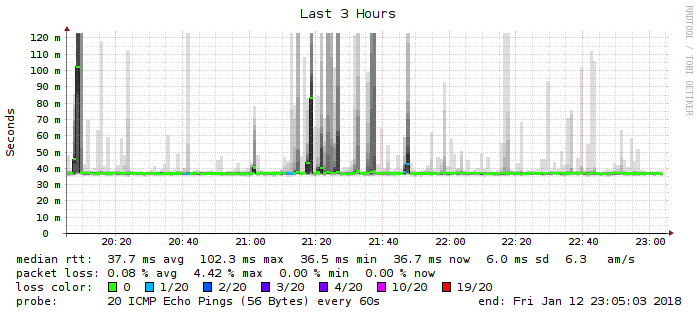 Last 3 Hours
RRDTOOL / TOBI OETIKER
Seconds
120 m
110 m
100 m
90 m
80 m
70 m
60 m
50 m
40 m
30 m
20 m
10 m
0
20:20 20:40 21:00 21:20 21:40 22:00 22:20 22:40 23:00
median rtt: 37.7 ms avg 102.3 ms max 36.5 ms min 36.7 ms now 6.0 ms sd 6.3 am/s
packet loss: 0.08 % avg 4.42 % max 0.00 % min 0.00 % now
loss color: 0 1/20 2/20 3/20 4/20 10/20 19/20
probe: 20 ICMP Echo Pings (56 Bytes) every 60s end: Fri Jan 12 23:05:03 2018